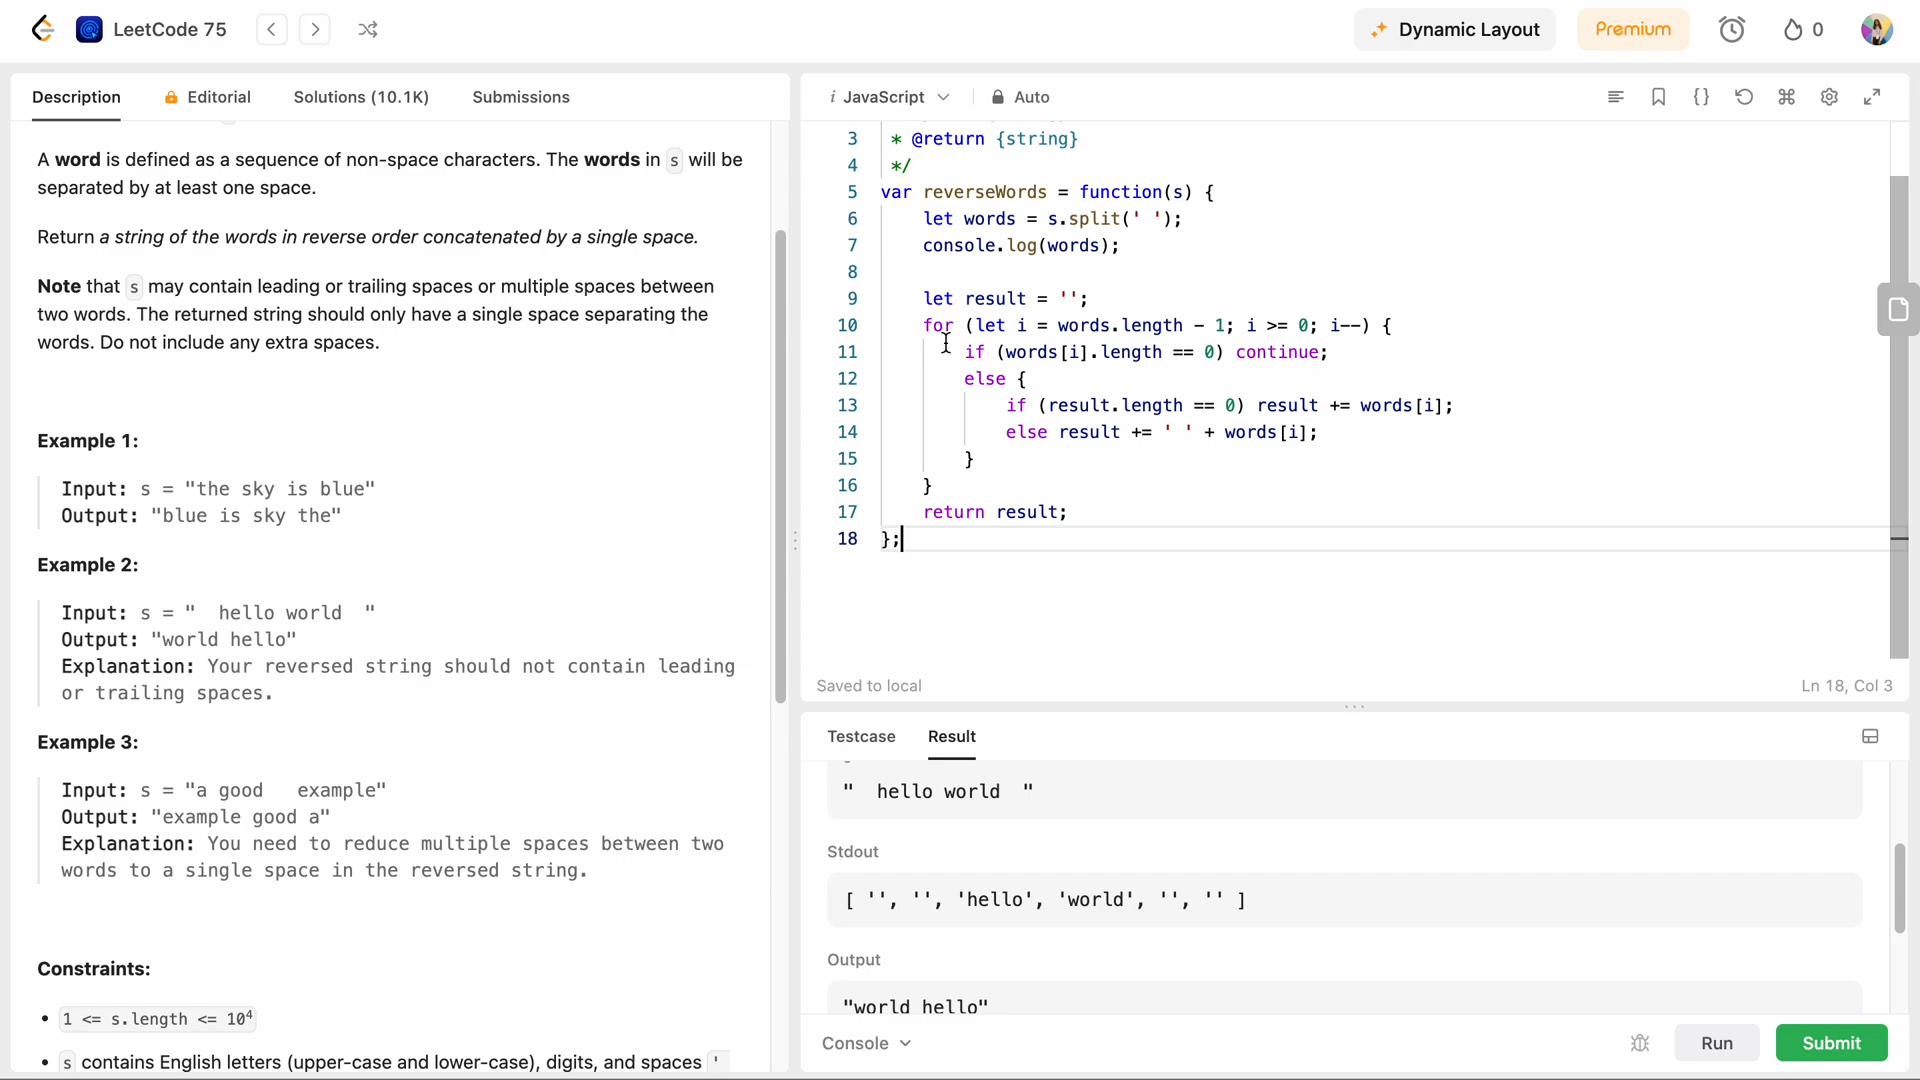 LeetCode 75
Dynamic Layout
Premium
0
Description
Editorial
Solutions (10.1K)
Submissions
A word is defined as a sequence of non-space characters. The words in s will be
separated by at least one space.
Return a string of the words in reverse order concatenated by a single space.
Note that s may contain leading or trailing spaces or multiple spaces between
two words. The returned string should only have a single space separating the
words. Do not include any extra spaces.
Example 1:
Input: s = "the sky is blue"
Output: "blue is sky the"
Example 2:
Input: s = "  hello world  "
Output: "world hello"
Explanation: Your reversed string should not contain leading
or trailing spaces.
Example 3:
Input: s = "a good   example"
Output: "example good a"
Explanation: You need to reduce multiple spaces between two
words to a single space in the reversed string.
Constraints:
• 1 <= s.length <= 10⁴
• s contains English letters (upper-case and lower-case), digits, and spaces '
i JavaScript
Auto
3  * @return {string}
4  */
5 var reverseWords = function(s) {
6     let words = s.split(' ');
7     console.log(words);
8
9     let result = '';
10     for (let i = words.length - 1; i >= 0; i--) {
11         if (words[i].length == 0) continue;
12         else {
13             if (result.length == 0) result += words[i];
14             else result += ' ' + words[i];
15         }
16     }
17     return result;
18 };
Saved to local
Ln 18, Col 3
Testcase
Result
"  hello world  "
Stdout
[ '', '', 'hello', 'world', '', '' ]
Output
"world hello"
Console
Run
Submit